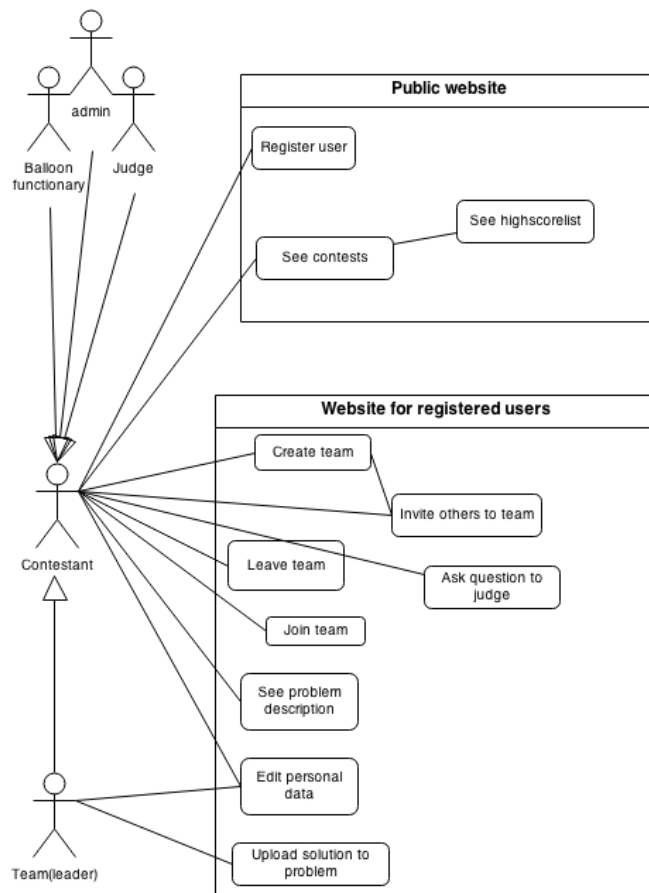 admin
Balloon
functionary
Judge
Public website
Register user
See highscorelist
See contests
Website for registered users
Create team
Invite others to team
Contestant
Leave team
Ask question to
judge
Join team
See problem
description
Edit personal
data
Team(leader)
Upload solution to
problem